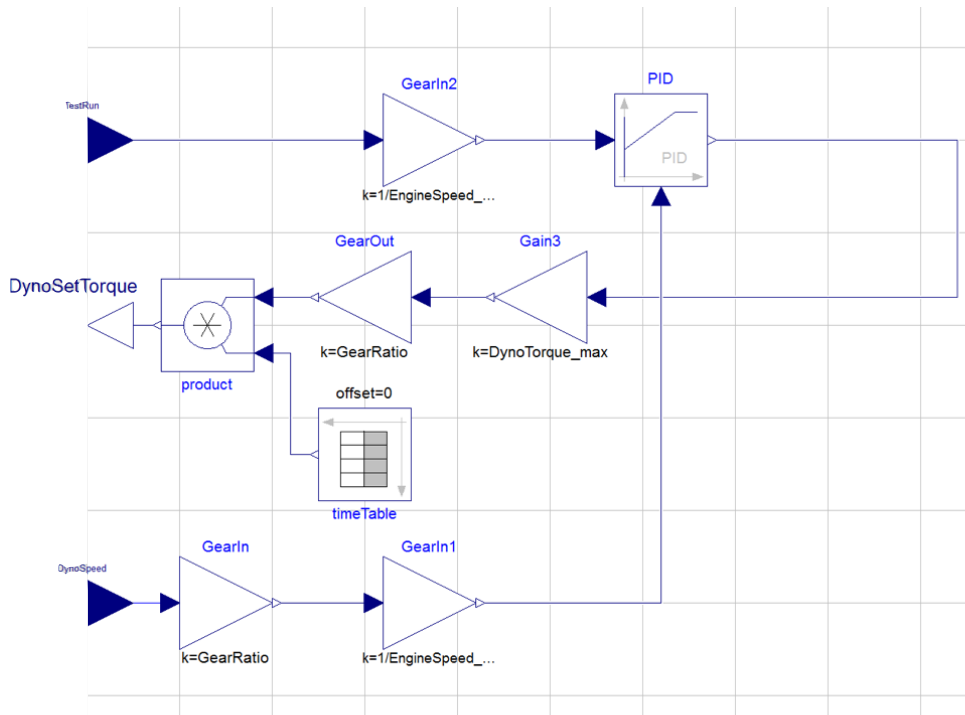 GearIn2
PID
TestRun
PID
k=1/EngineSpeed_...
GearOut
Gain3
DynoSetTorque
k=GearRatio
k=DynoTorque_max
product
offset=0
timeTable
GearIn
GearIn1
DynoSpeed
k=GearRatio
k=1/EngineSpeed_...